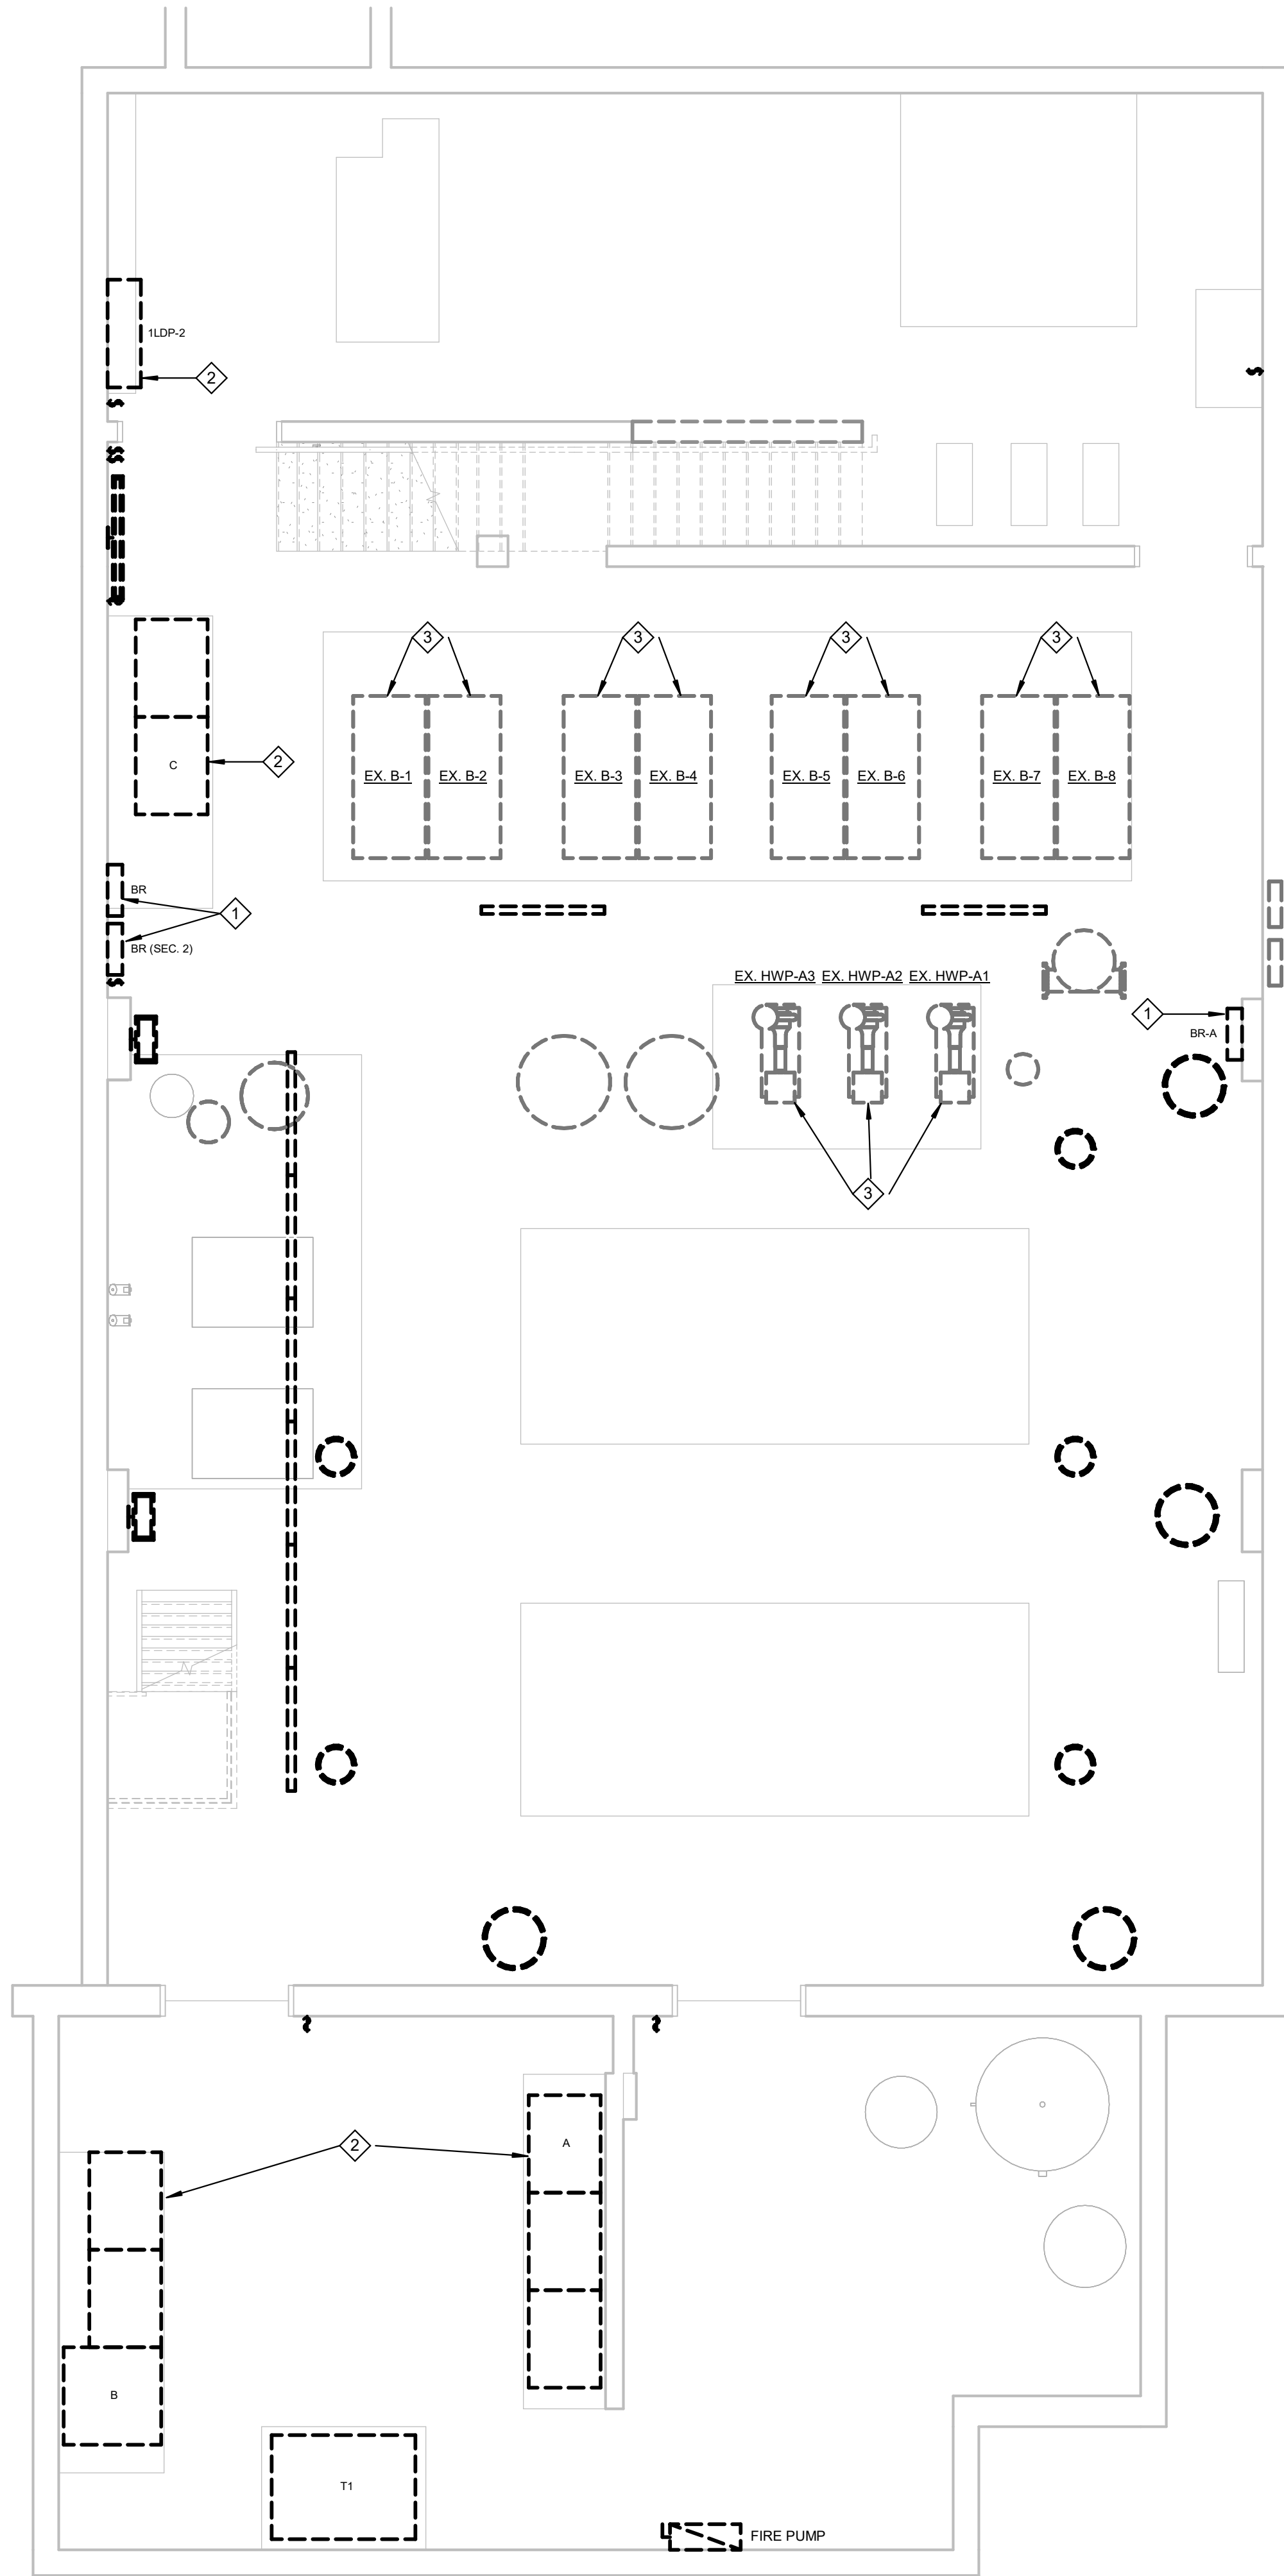 1LDP-2
2
3 3 3 3
C
2
EX. B-1 EX. B-2 EX. B-3 EX. B-4 EX. B-5 EX. B-6 EX. B-7 EX. B-8
BR
1
BR (SEC. 2)
EX. HWP-A3 EX. HWP-A2 EX. HWP-A1
1
BR-A
3
2
A
B
T1
FIRE PUMP